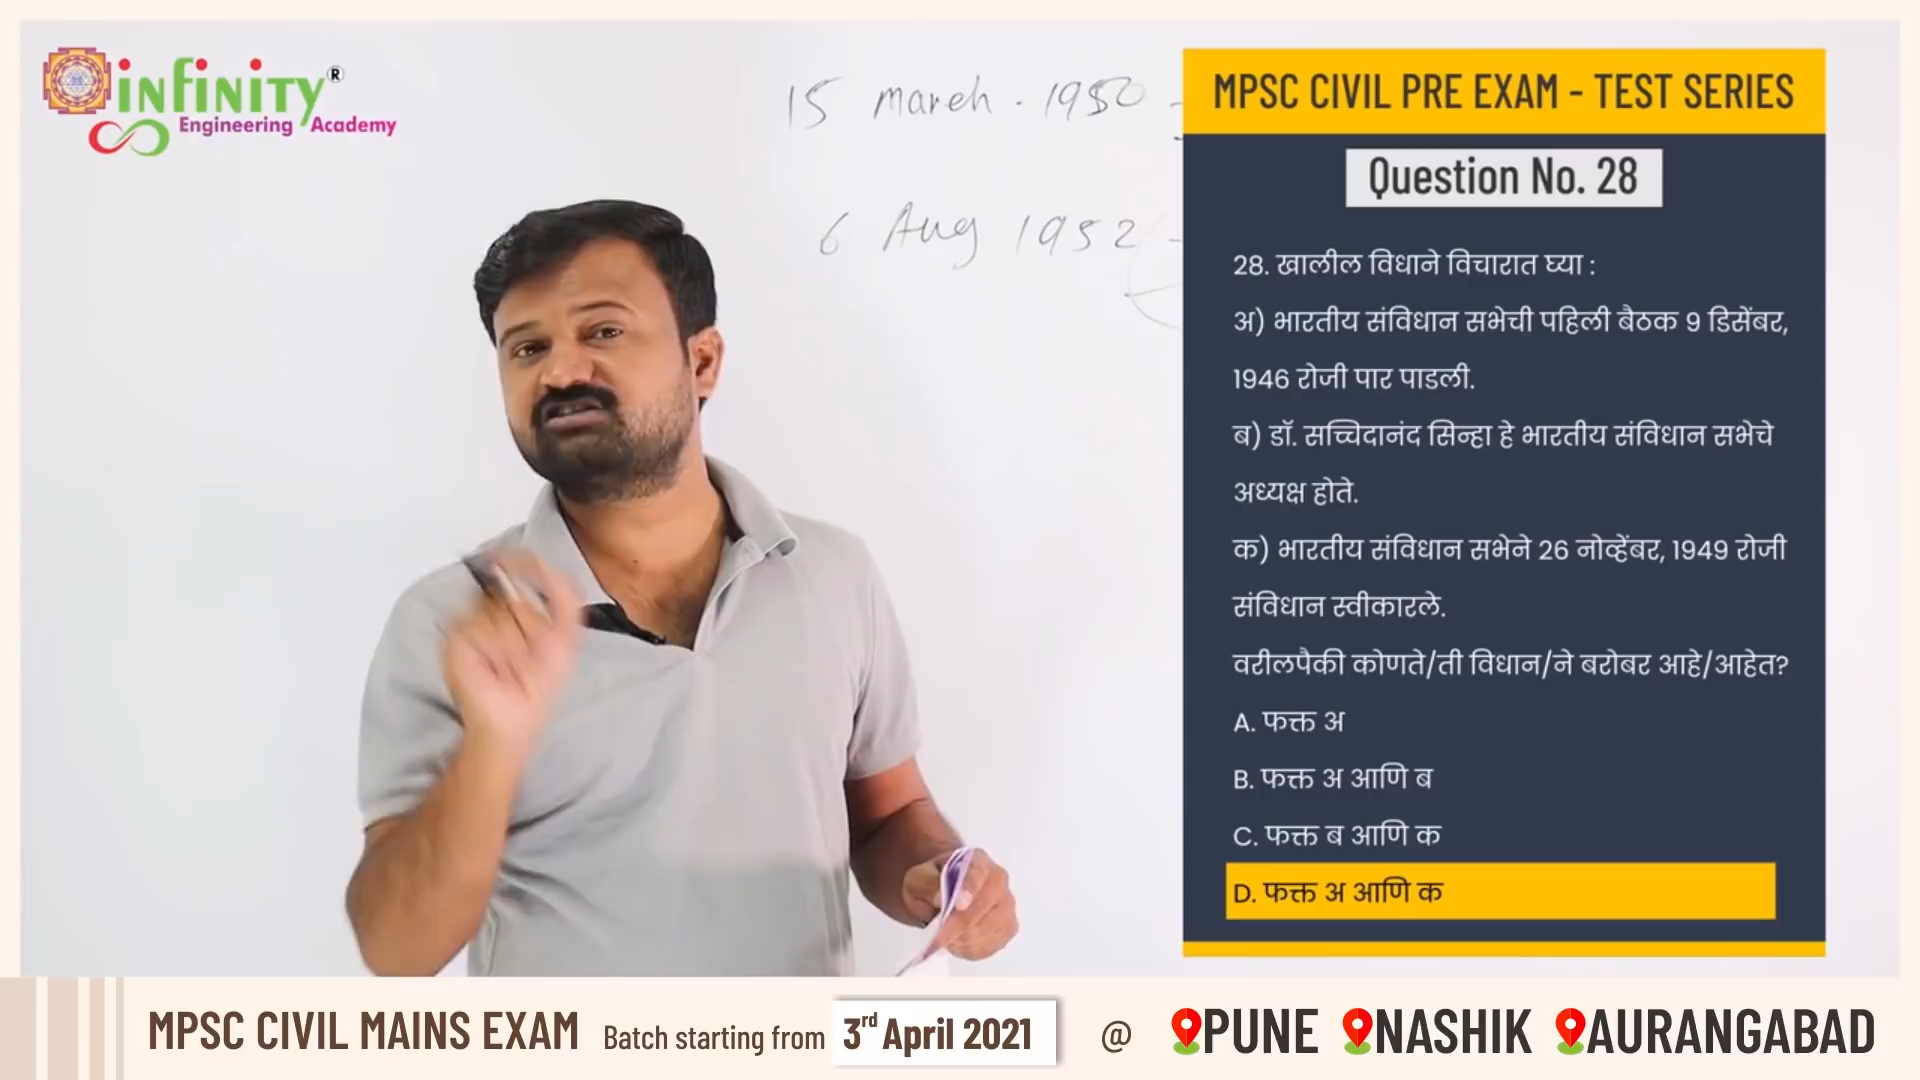 infinity®
Engineering Academy
15 march - 1950 -
6 Aug 1952 -
MPSC CIVIL PRE EXAM - TEST SERIES
Question No. 28
28. खालील विधाने विचारात घ्या :
अ) भारतीय संविधान सभेची पहिली बैठक 9 डिसेंबर,
1946 रोजी पार पाडली.
ब) डॉ. सच्चिदानंद सिन्हा हे भारतीय संविधान सभेचे
अध्यक्ष होते.
क) भारतीय संविधान सभेने 26 नोव्हेंबर, 1949 रोजी
संविधान स्वीकारले.
वरीलपैकी कोणते/ती विधान/ने बरोबर आहे/आहेत?
A. फक्त अ
B. फक्त अ आणि ब
C. फक्त ब आणि क
D. फक्त अ आणि क
MPSC CIVIL MAINS EXAM Batch starting from 3rd April 2021 @ PUNE NASHIK AURANGABAD